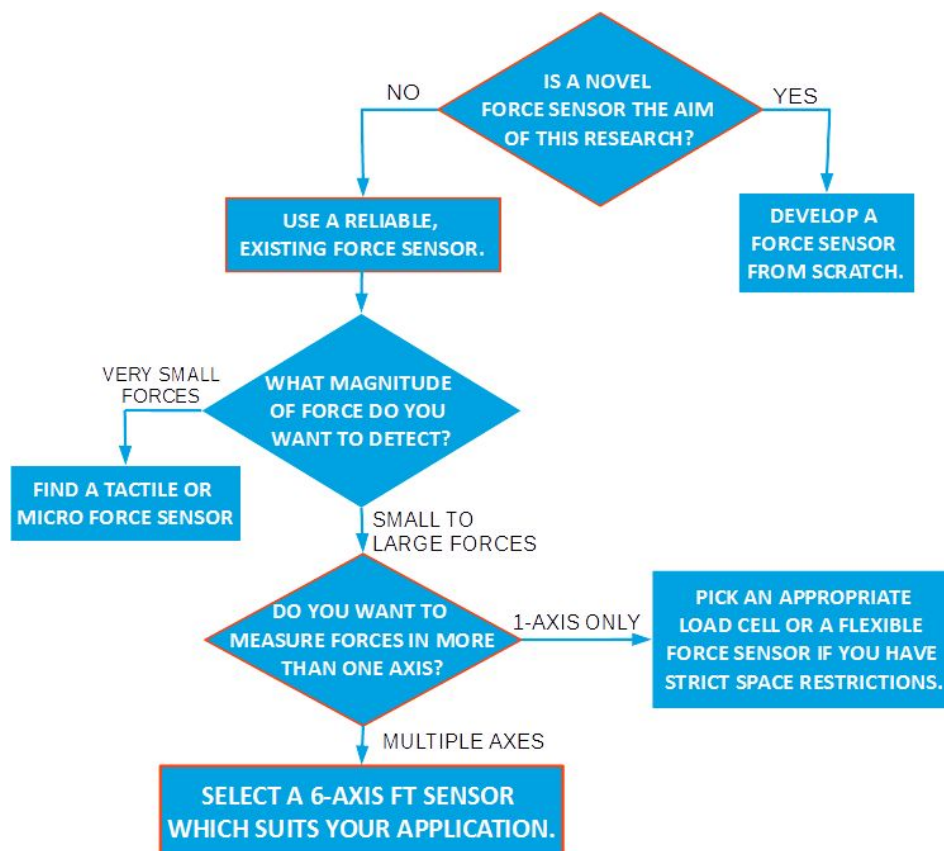 IS A NOVEL
FORCE SENSOR THE AIM
OF THIS RESEARCH?
NO
YES
USE A RELIABLE,
EXISTING FORCE SENSOR.
DEVELOP A
FORCE SENSOR
FROM SCRATCH.
WHAT MAGNITUDE
OF FORCE DO YOU
WANT TO DETECT?
VERY SMALL
FORCES
FIND A TACTILE OR
MICRO FORCE SENSOR
SMALL TO
LARGE FORCES
DO YOU WANT TO
MEASURE FORCES IN MORE
THAN ONE AXIS?
1-AXIS ONLY
PICK AN APPROPRIATE
LOAD CELL OR A FLEXIBLE
FORCE SENSOR IF YOU HAVE
STRICT SPACE RESTRICTIONS.
MULTIPLE AXES
SELECT A 6-AXIS FT SENSOR
WHICH SUITS YOUR APPLICATION.